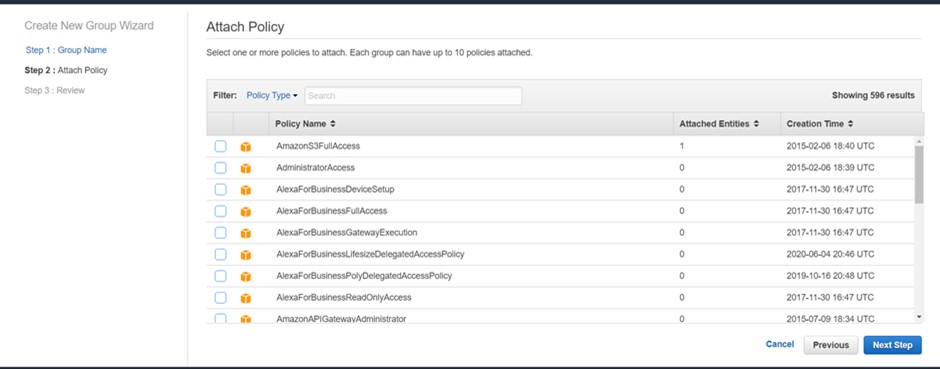 Create New Group Wizard
Step 1 : Group Name
Step 2 : Attach Policy
Step 3 : Review
Attach Policy
Select one or more policies to attach. Each group can have up to 10 policies attached.
Filter: Policy Type Search Showing 596 results
Policy Name Attached Entities Creation Time
AmazonS3FullAccess 1 2015-02-06 18:40 UTC
AdministratorAccess 0 2015-02-06 18:39 UTC
AlexaForBusinessDeviceSetup 0 2017-11-30 16:47 UTC
AlexaForBusinessFullAccess 0 2017-11-30 16:47 UTC
AlexaForBusinessGatewayExecution 0 2017-11-30 16:47 UTC
AlexaForBusinessLifesizeDelegatedAccessPolicy 0 2020-06-04 20:46 UTC
AlexaForBusinessPolyDelegatedAccessPolicy 0 2019-10-16 20:48 UTC
AlexaForBusinessReadOnlyAccess 0 2017-11-30 16:47 UTC
AmazonAPIGatewayAdministrator 0 2015-07-09 18:34 UTC
Cancel Previous Next Step